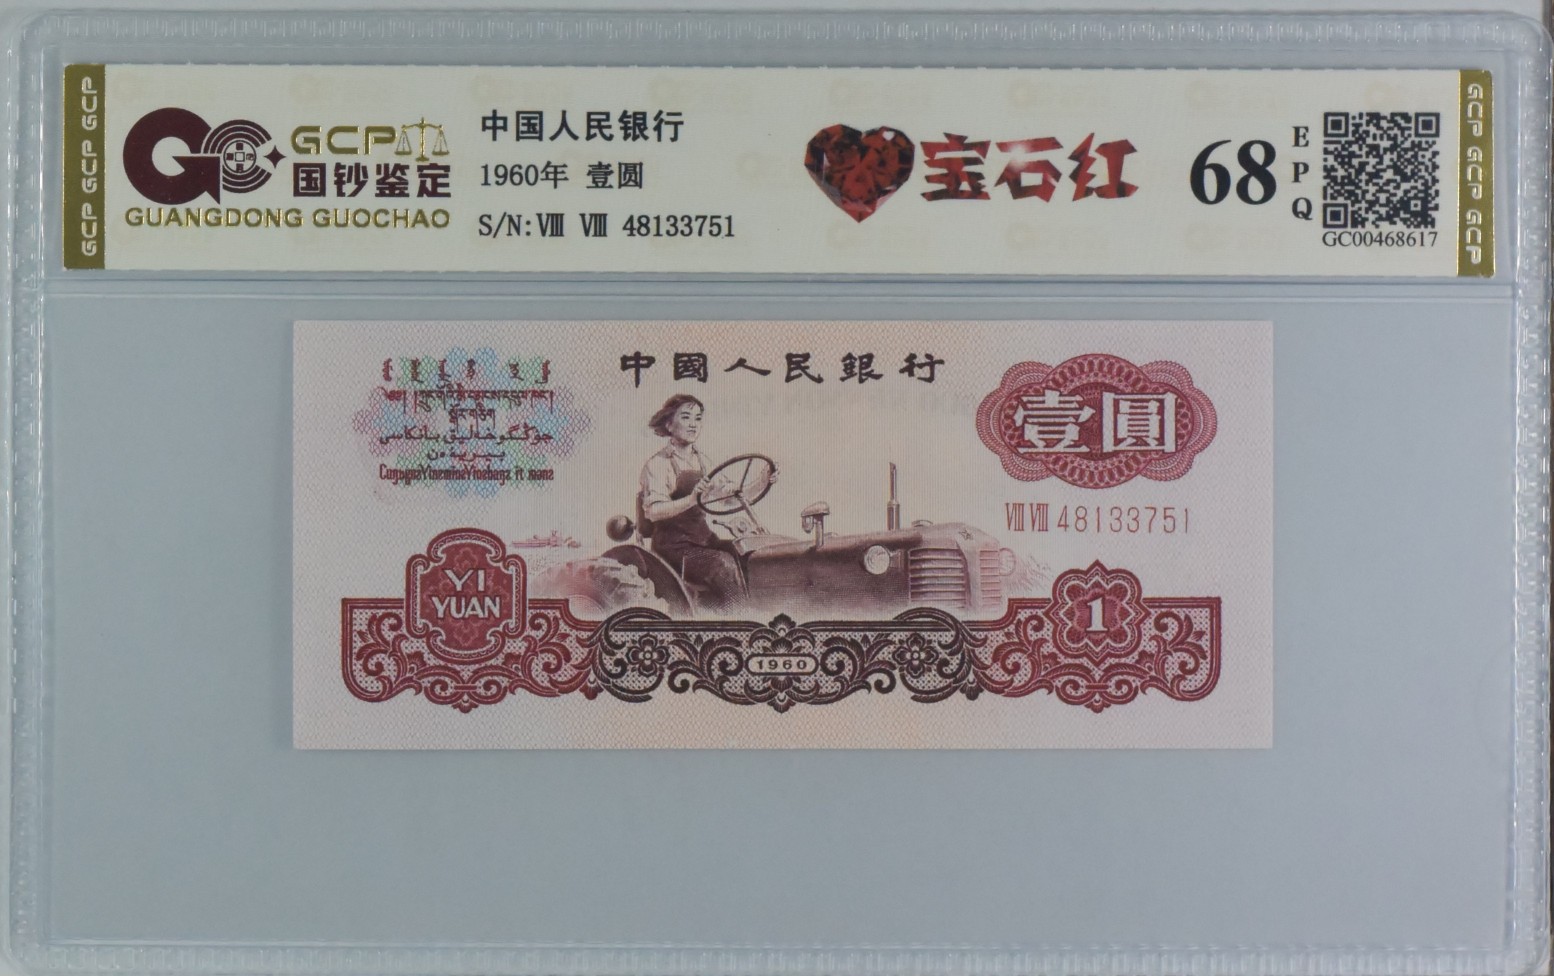 GCP GCP GCP
GCP
国钞鉴定
GUANGDONG GUOCHAO
中国人民银行
1960年 壹圆
S/N: Ⅷ Ⅷ 48133751
宝石红
68
EPQ
GC00468617
GCP GCP GCP
中國人民銀行
壹圓
ⅧⅧ 48133751
YI
YUAN
1960
1